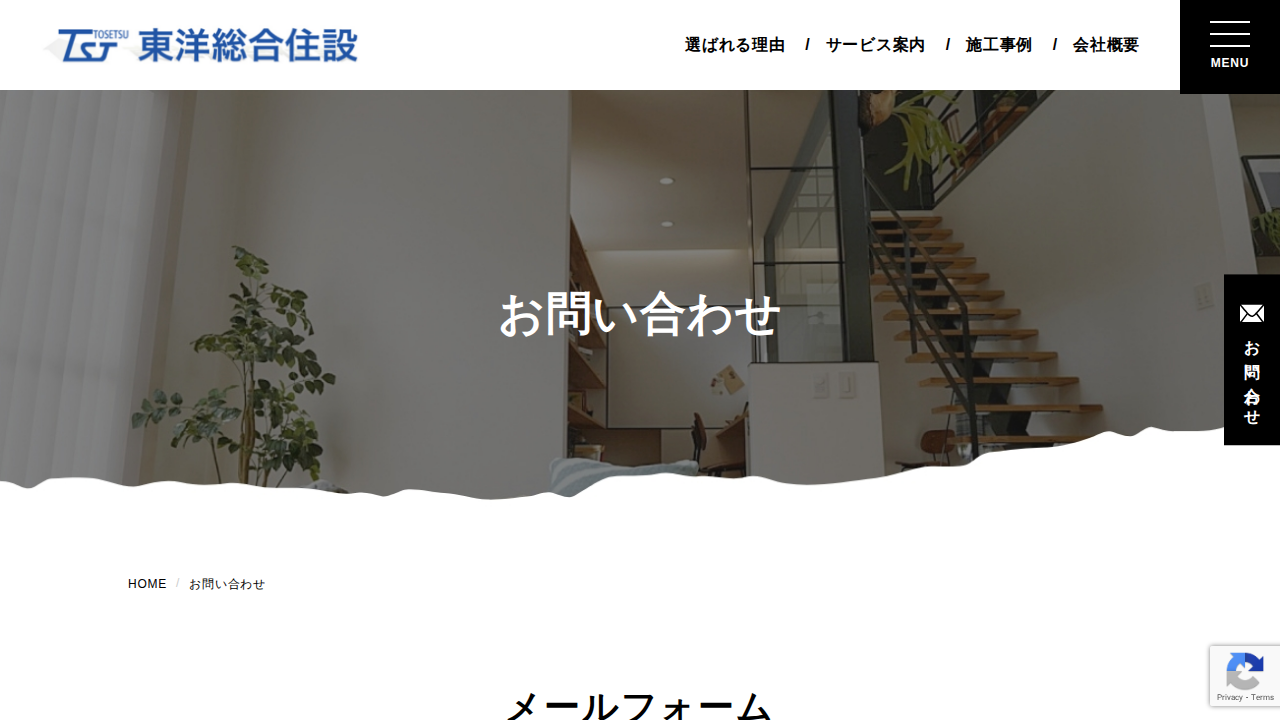 TOSETSU
TST 東洋総合住設
選ばれる理由 / サービス案内 / 施工事例 / 会社概要
MENU
お問い合わせ
お問い合わせ
HOME / お問い合わせ
メールフォーム
Privacy - Terms